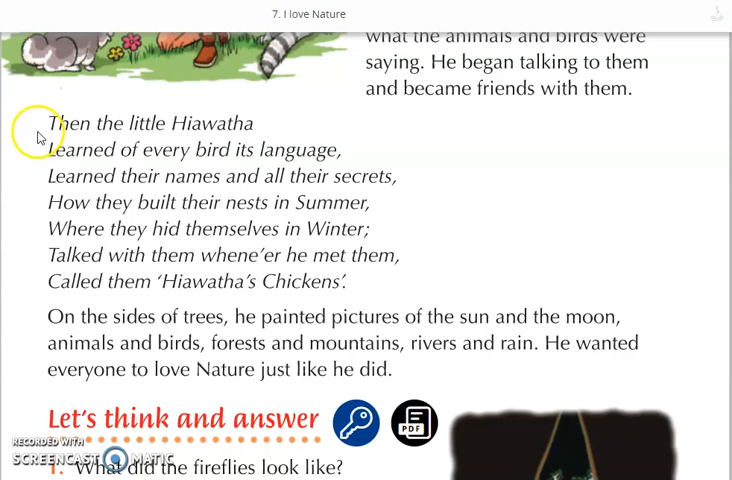 7. I love Nature
what the animals and birds were
saying. He began talking to them
and became friends with them.
Then the little Hiawatha
Learned of every bird its language,
Learned their names and all their secrets,
How they built their nests in Summer,
Where they hid themselves in Winter;
Talked with them whene'er he met them,
Called them 'Hiawatha's Chickens'.
On the sides of trees, he painted pictures of the sun and the moon,
animals and birds, forests and mountains, rivers and rain. He wanted
everyone to love Nature just like he did.
Let's think and answer
PDF
RECORDED WITH
SCREENCAST MATIC
1. What did the fireflies look like?